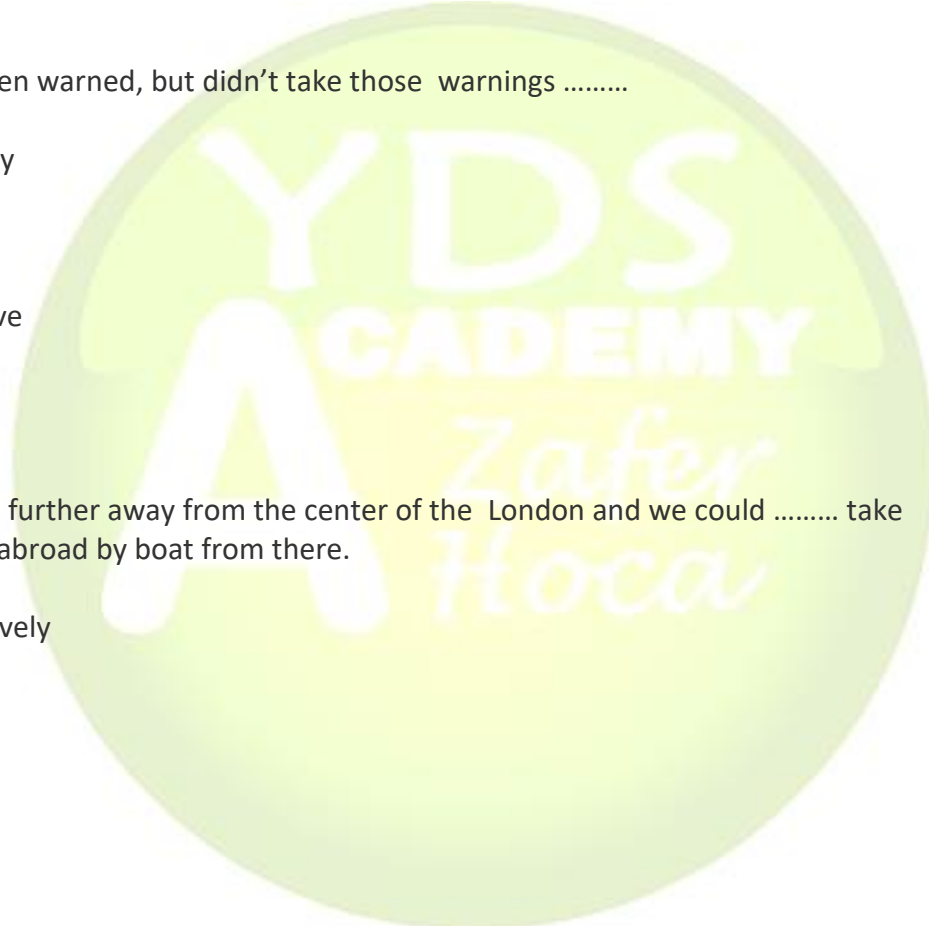 en warned, but didn’t take those warnings ………
y
YDS
ve
ACADEMY
Zafer
further away from the center of the London and we could ……… take
abroad by boat from there.
Hoca
vely